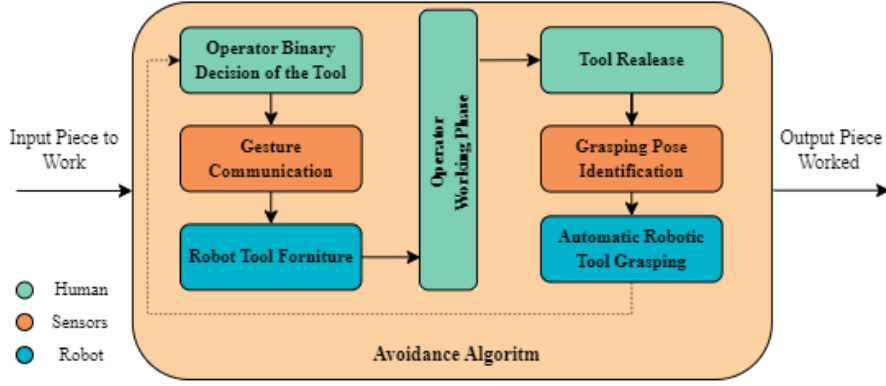 Operator Binary
Decision of the Tool
Gesture
Communication
Robot Tool Forniture
Operator
Working Phase
Tool Realease
Grasping Pose
Identification
Automatic Robotic
Tool Grasping
Input Piece to
Work
Output Piece
Worked
Human
Sensors
Robot
Avoidance Algoritm